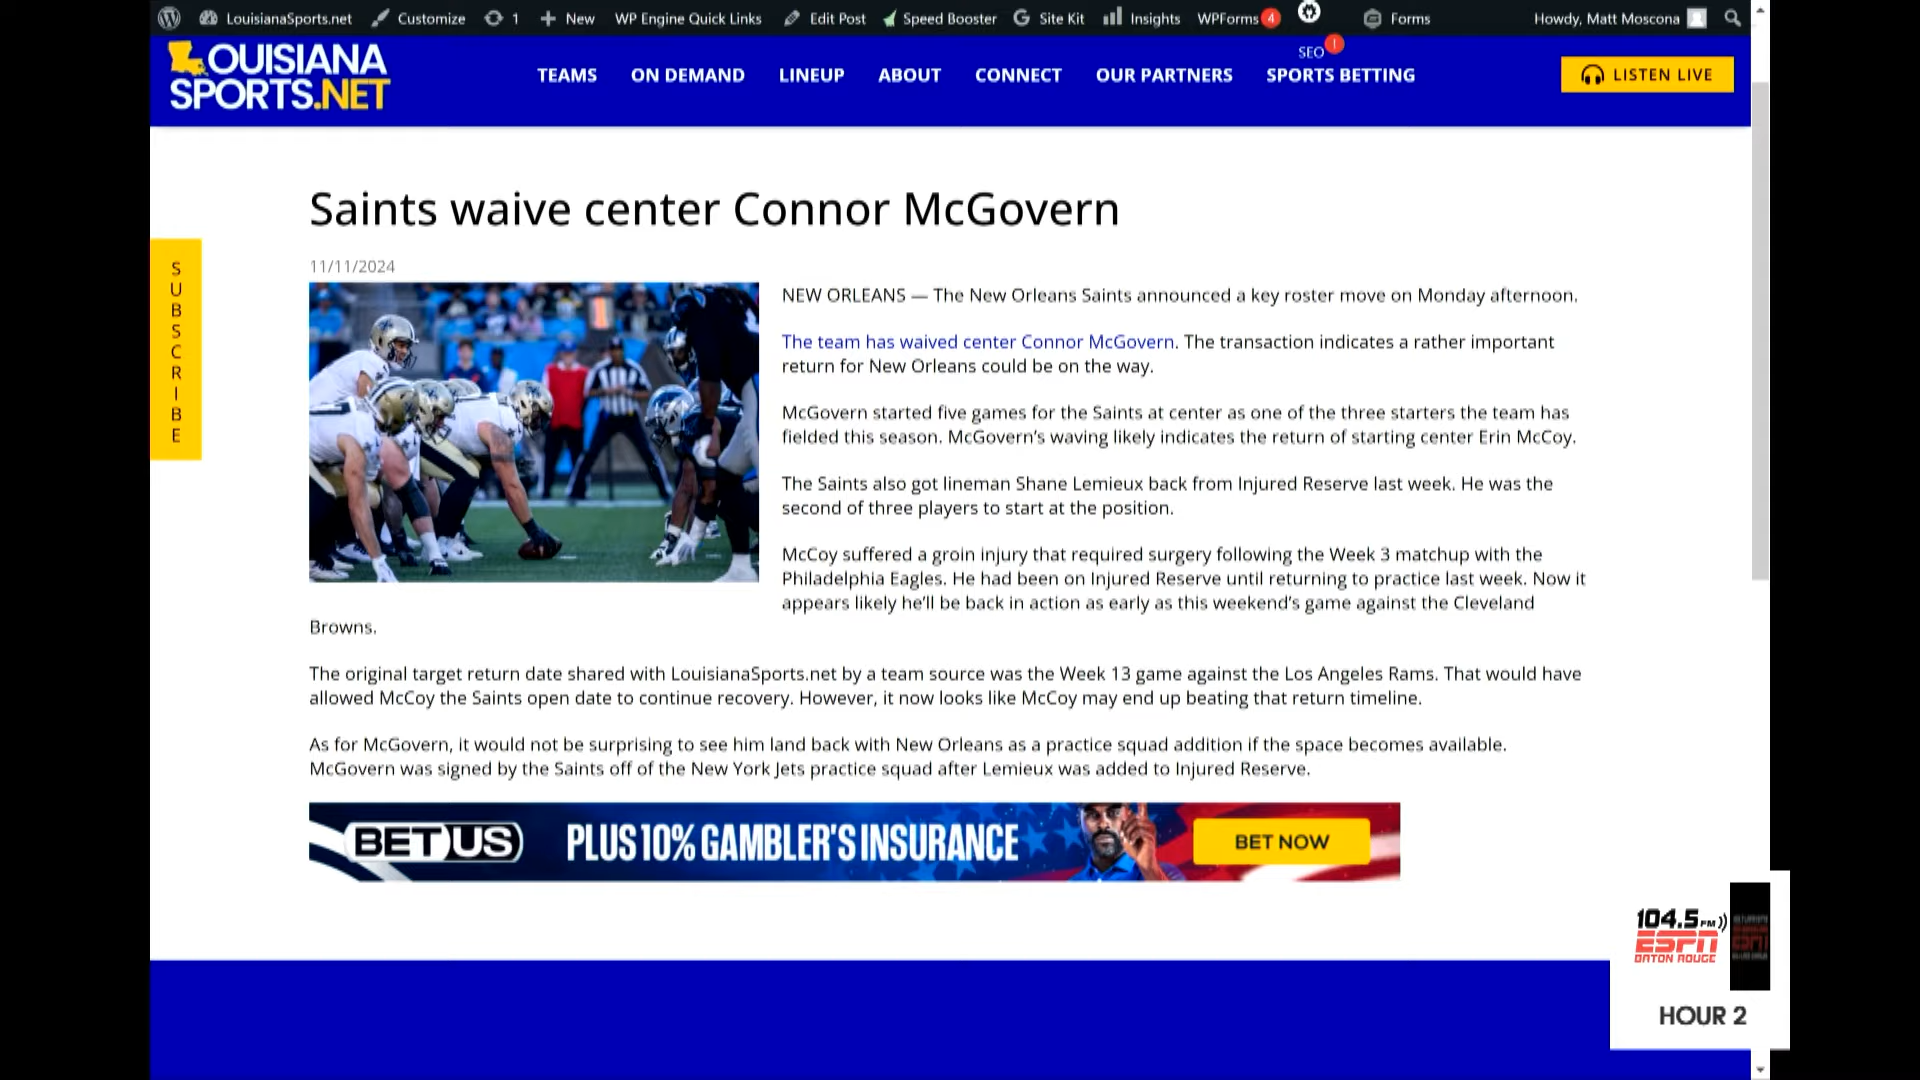 LouisianaSports.net Customize 1 New WP Engine Quick Links Edit Post Speed Booster Site Kit Insights WPForms 4 SEO 1 Forms Howdy, Matt Moscona
LOUISIANA
SPORTS.NET
TEAMS ON DEMAND LINEUP ABOUT CONNECT OUR PARTNERS SPORTS BETTING LISTEN LIVE
SUBSCRIBE
Saints waive center Connor McGovern
11/11/2024
NEW ORLEANS — The New Orleans Saints announced a key roster move on Monday afternoon.
The team has waived center Connor McGovern. The transaction indicates a rather important
return for New Orleans could be on the way.
McGovern started five games for the Saints at center as one of the three starters the team has
fielded this season. McGovern's waving likely indicates the return of starting center Erin McCoy.
The Saints also got lineman Shane Lemieux back from Injured Reserve last week. He was the
second of three players to start at the position.
McCoy suffered a groin injury that required surgery following the Week 3 matchup with the
Philadelphia Eagles. He had been on Injured Reserve until returning to practice last week. Now it
appears likely he'll be back in action as early as this weekend's game against the Cleveland
Browns.
The original target return date shared with LouisianaSports.net by a team source was the Week 13 game against the Los Angeles Rams. That would have
allowed McCoy the Saints open date to continue recovery. However, it now looks like McCoy may end up beating that return timeline.
As for McGovern, it would not be surprising to see him land back with New Orleans as a practice squad addition if the space becomes available.
McGovern was signed by the Saints off of the New York Jets practice squad after Lemieux was added to Injured Reserve.
BETUS PLUS 10% GAMBLER'S INSURANCE BET NOW
104.5 FM
ESPN
BATON ROUGE
HOUR 2